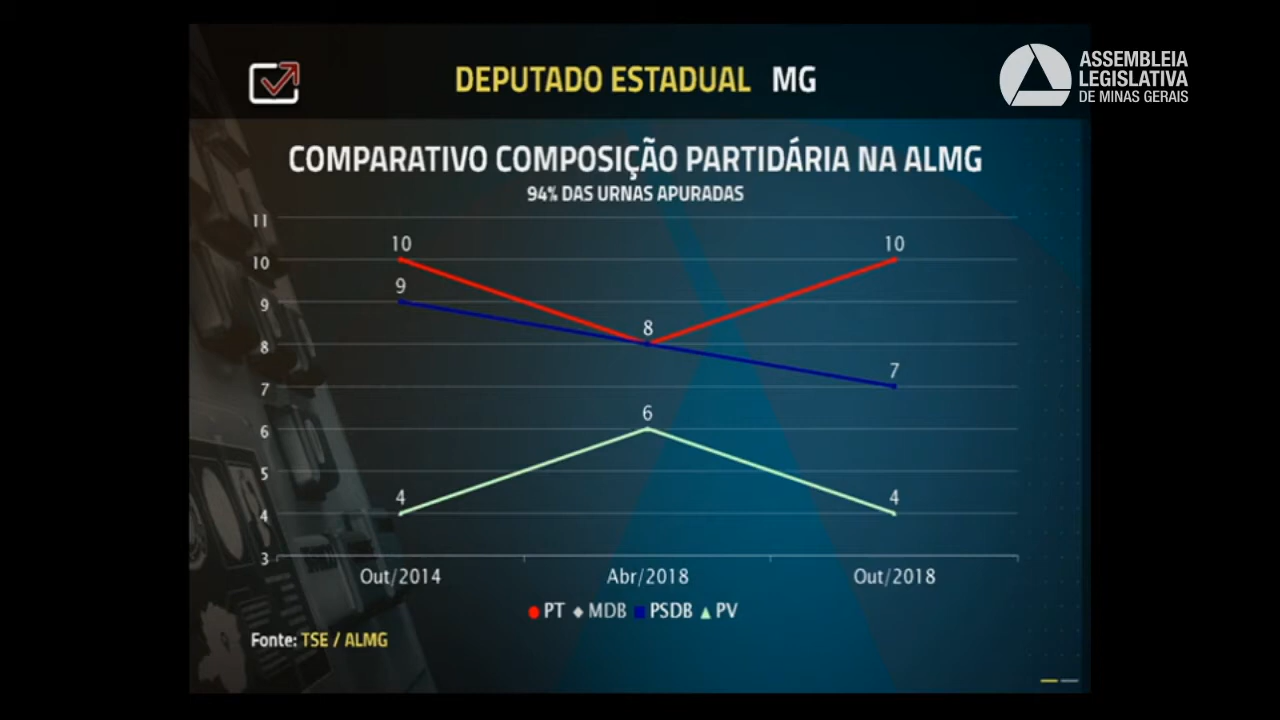 DEPUTADO ESTADUAL MG
ASSEMBLEIA
LEGISLATIVA
DE MINAS GERAIS
COMPARATIVO COMPOSIÇÃO PARTIDÁRIA NA ALMG
94% DAS URNAS APURADAS
11
10
9
8
7
6
5
4
3
10
10
9
8
7
6
4
4
Out/2014 Abr/2018 Out/2018
PT MDB PSDB PV
Fonte: TSE / ALMG